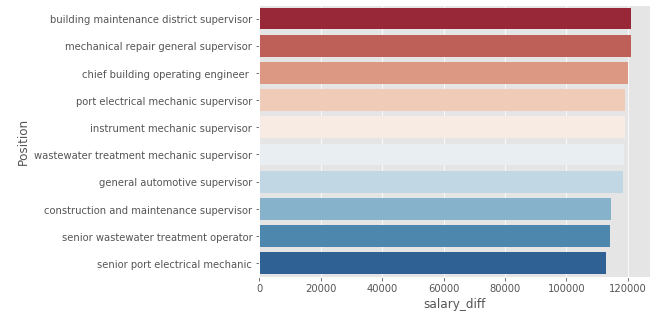 building maintenance district supervisor
mechanical repair general supervisor
chief building operating engineer
port electrical mechanic supervisor
instrument mechanic supervisor
wastewater treatment mechanic supervisor
general automotive supervisor
construction and maintenance supervisor
senior wastewater treatment operator
senior port electrical mechanic
Position
0 20000 40000 60000 80000 100000 120000
salary_diff